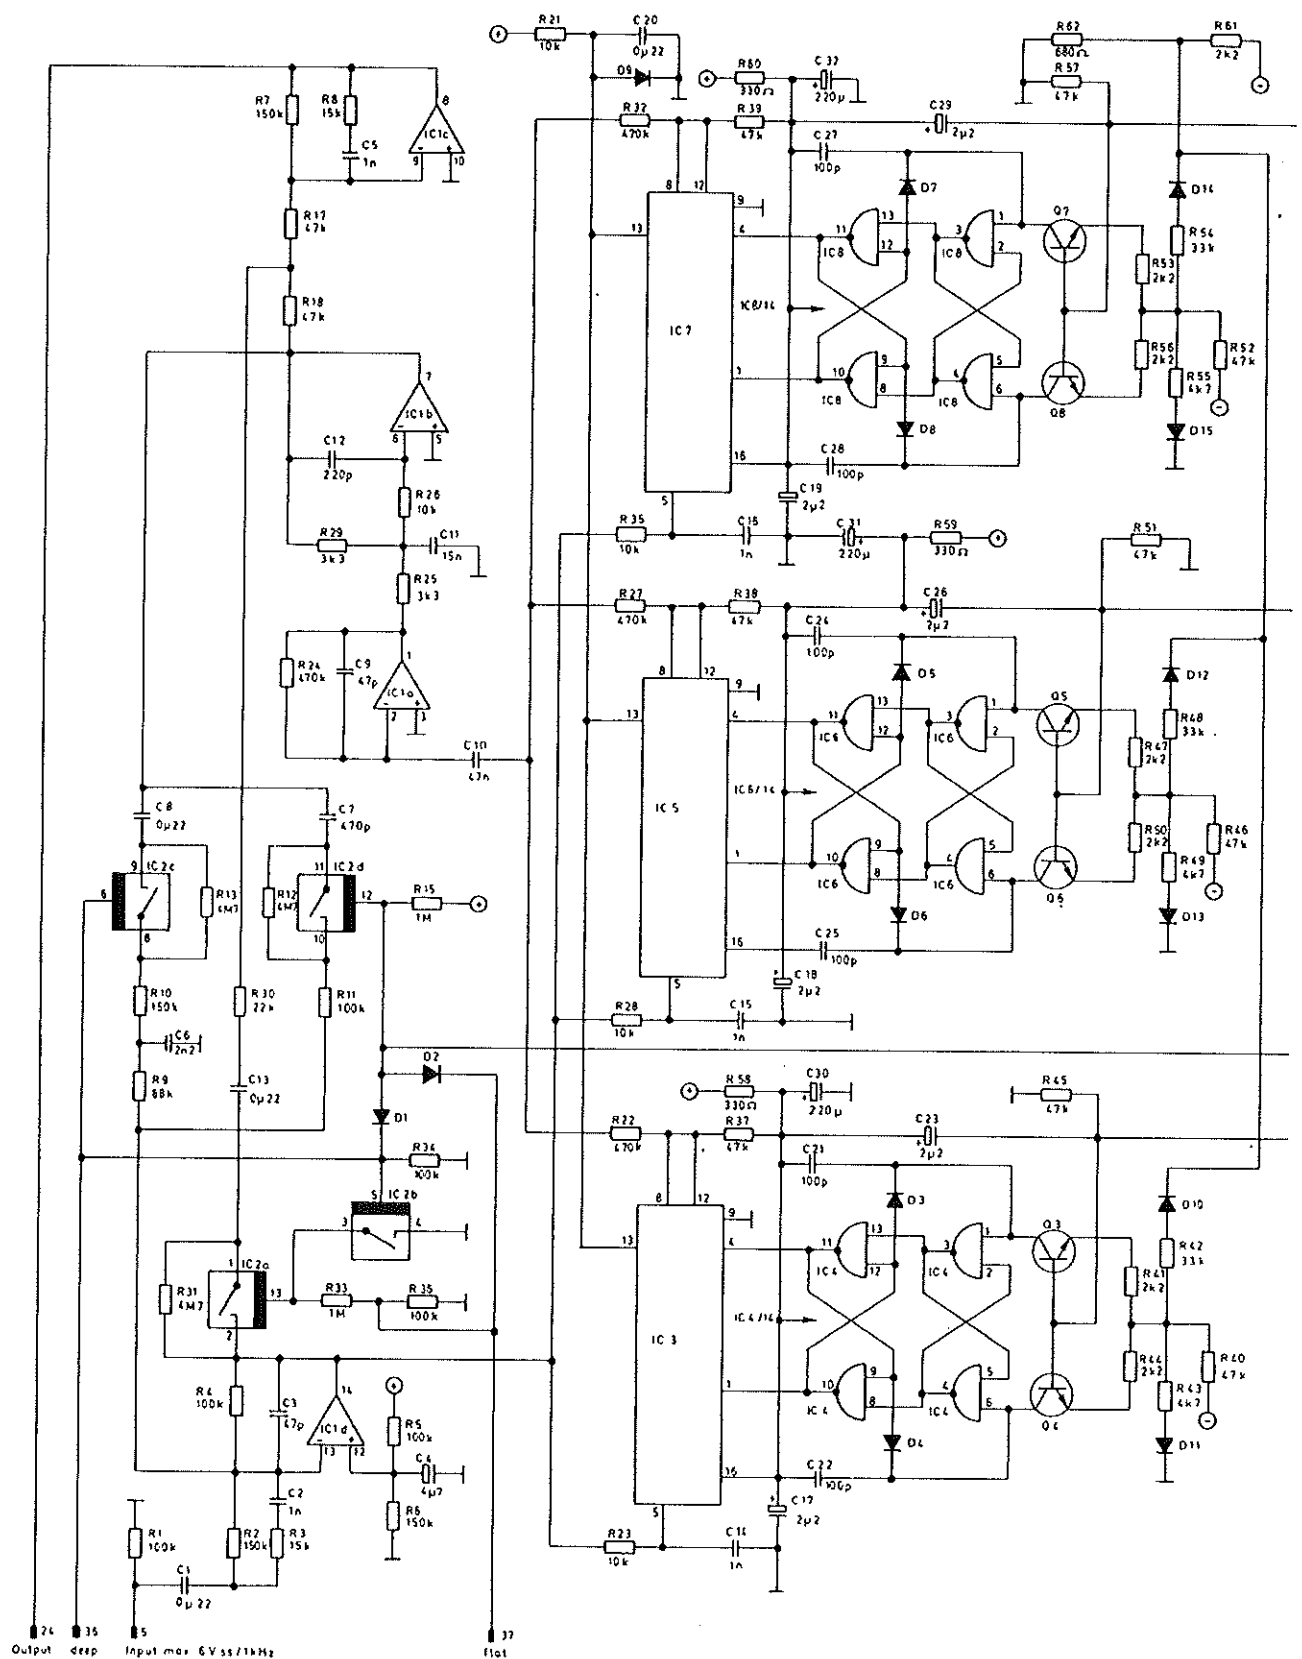 R21
10k
C20
0µ22
D9
R60
330Ω
C32
220µ
R62
680Ω
R61
2k2
R57
47k
R7
150k
R8
15k
C5
1n
8
IC1c
9
10
R32
470k
R39
47k
C29
2µ2
C27
100p
8
12
9
13
4
IC 7
1
16
5
D7
11
13
12
IC8
3
1
2
IC8
Q7
D14
R54
33k
R53
2k2
IC8/14
R56
2k2
R52
47k
R55
4k7
10
9
8
IC8
4
5
6
IC8
Q8
D8
D15
C28
100p
C19
2µ2
R17
47k
R18
47k
7
IC1b
6
5
C12
220p
R26
10k
R29
3k3
C11
15n
R25
3k3
R35
10k
C16
1n
C31
220µ
R59
330Ω
R51
47k
R27
470k
R38
47k
C26
2µ2
C24
100p
R24
470k
C9
47p
1
IC1a
2
3
C10
47n
8
12
9
13
4
IC 5
1
16
5
D5
11
13
12
IC6
3
1
2
IC6
Q5
D12
R48
33k
R47
2k2
IC6/14
R50
2k2
R46
47k
R49
4k7
10
9
8
IC6
4
5
6
IC6
Q6
D6
D13
C25
100p
C18
2µ2
C8
0µ22
C7
470p
9
IC2c
6
8
R13
4M7
R12
4M7
11
IC2d
12
10
R15
1M
R10
150k
R30
22k
R11
100k
C6
2n2
R9
68k
C13
0µ22
D2
D1
R28
10k
C15
1n
R58
330Ω
C30
220µ
R45
47k
R22
470k
R37
47k
C23
2µ2
C21
100p
R34
100k
5
IC2b
3
4
8
12
9
13
4
IC 3
1
16
5
D3
11
13
12
IC4
3
1
2
IC4
Q3
D10
R42
33k
R41
2k2
IC4/14
R44
2k2
R40
47k
R43
4k7
10
9
8
IC4
4
5
6
IC4
Q4
D4
D11
C22
100p
C17
2µ2
R31
4M7
1
IC2a
13
2
R33
1M
R35
100k
R4
100k
C3
47p
14
IC1d
13
12
R5
100k
C4
4µ7
R6
150k
C2
1n
R1
100k
R2
150k
R3
15k
C1
0µ22
R23
10k
C14
1n
24
36
5
37
Output
deep
Input max 6Vss/1kHz
flat